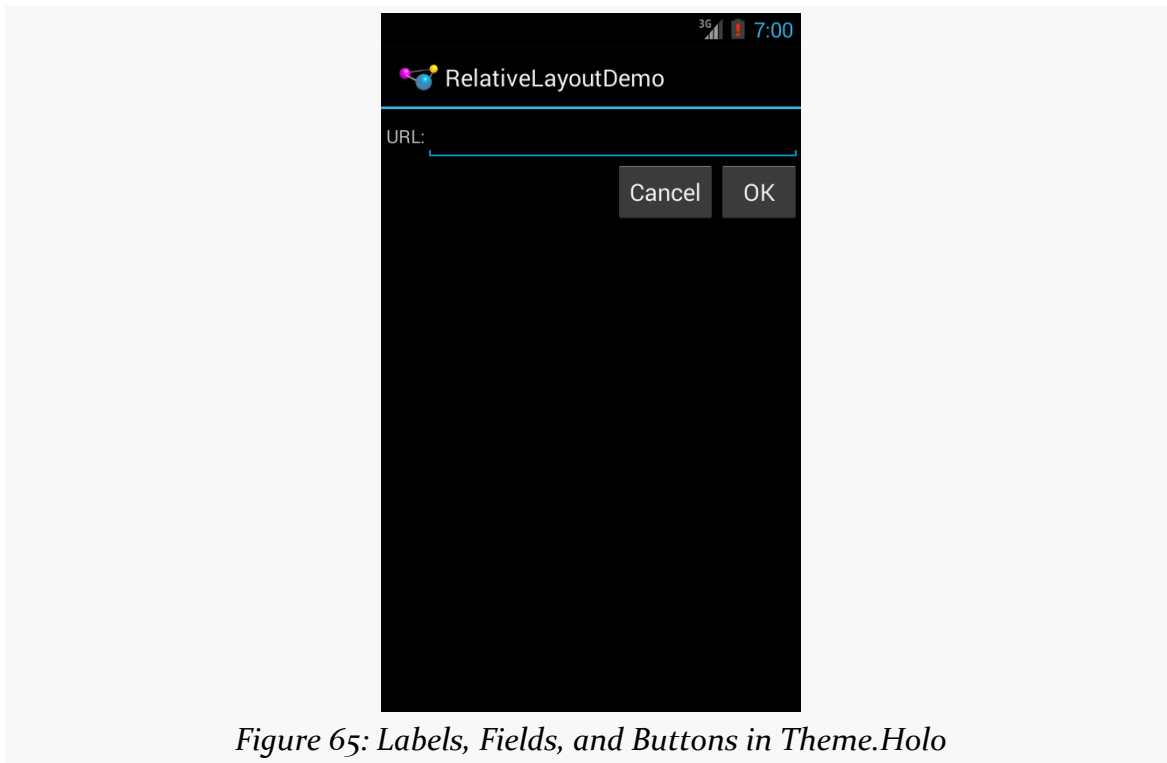 3G 7:00
RelativeLayoutDemo
URL:
Cancel OK
Figure 65: Labels, Fields, and Buttons in Theme.Holo